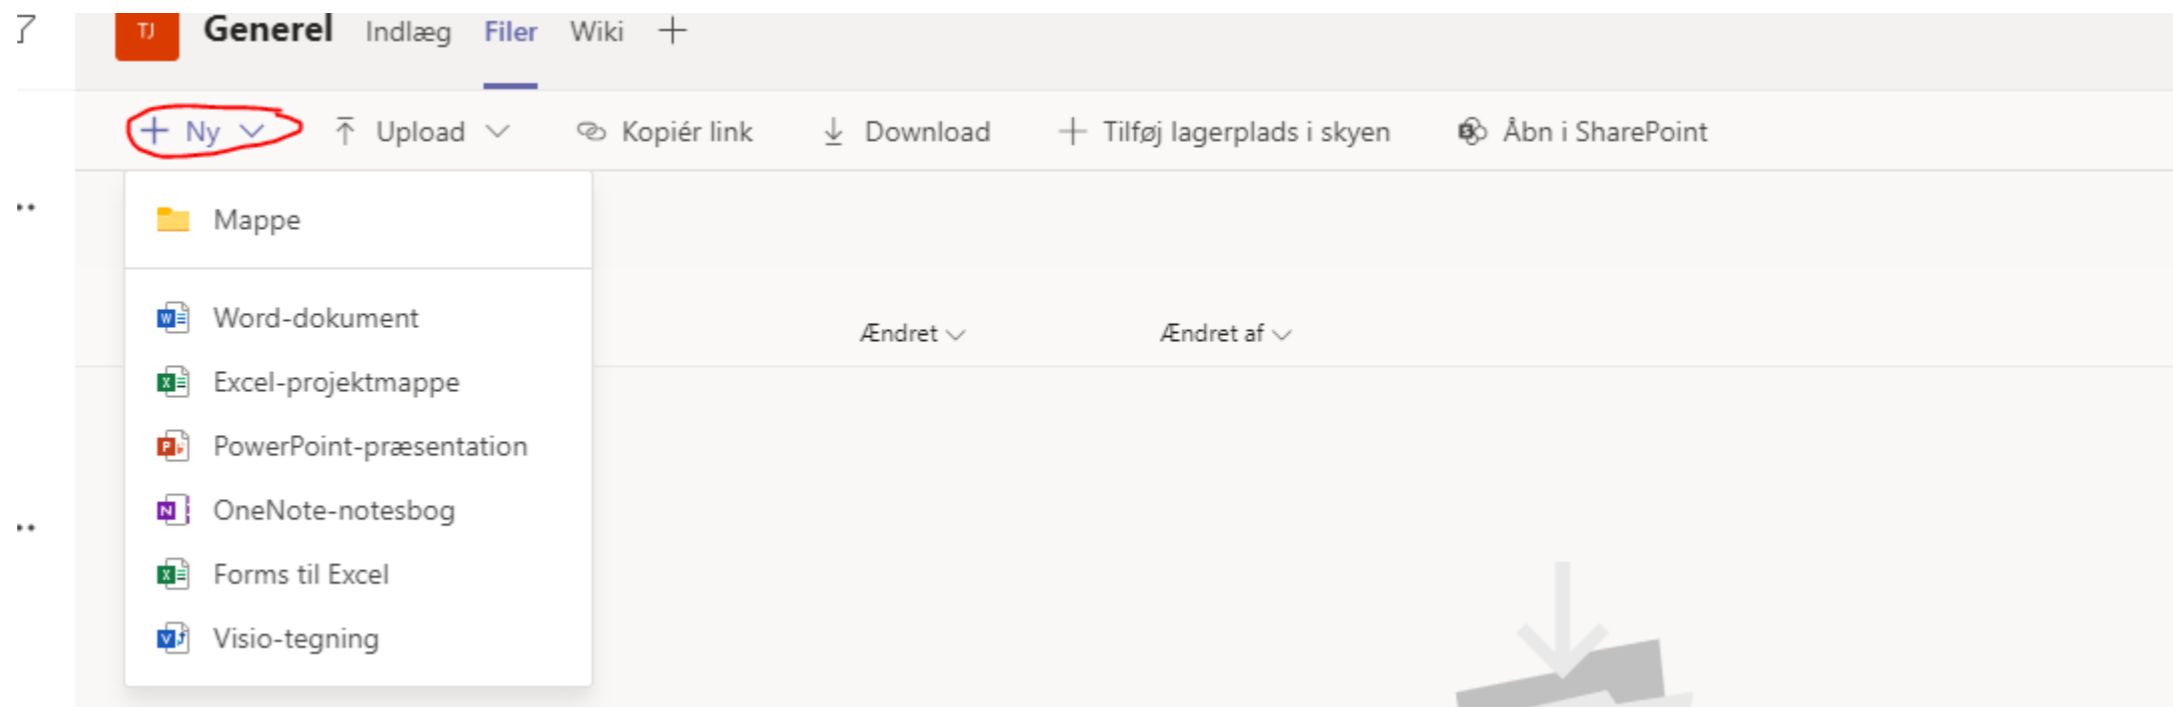 TJ Generel Indlæg Filer Wiki +
+ Ny Upload Kopiér link Download + Tilføj lagerplads i skyen Åbn i SharePoint
Mappe
Word-dokument
Ændret Ændret af
Excel-projektmappe
PowerPoint-præsentation
OneNote-notesbog
Forms til Excel
Visio-tegning